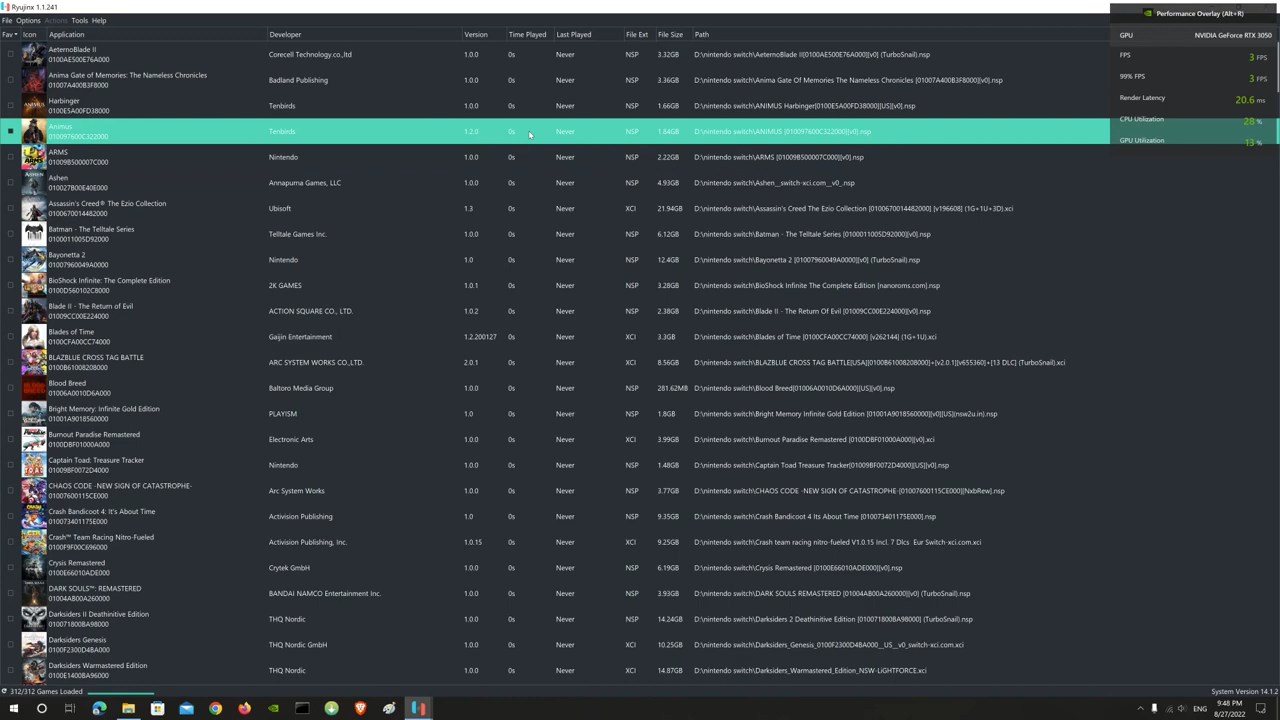 Ryujinx 1.1.241
File Options Actions Tools Help
Fav Icon Application Developer Version Time Played Last Played File Ext File Size Path
AeternoBlade II
0100AE500E76A000 Corecell Technology co.,ltd 1.0.0 0s Never NSP 3.32GB D:\nintendo switch\AeternoBlade II (0100AE500E76A000) (TurboSnail).nsp
Anima Gate of Memories: The Nameless Chronicles
01007A400B3F8000 Badland Publishing 1.0.0 0s Never NSP 3.36GB D:\nintendo switch\Anima Gate Of Memories The Nameless Chronicles [01007A400B3F8000][v0].nsp
Harbinger
0100E5A00FD38000 Tenbirds 1.0.0 0s Never NSP 1.66GB D:\nintendo switch\ANIMUS Harbinger[0100E5A00FD38000][US][v0].nsp
Animus
010097600C322000 Tenbirds 1.2.0 0s Never NSP 1.84GB D:\nintendo switch\ANIMUS [010097600C322000][v0].nsp
ARMS
01009B500007C000 Nintendo 1.0.0 0s Never NSP 2.22GB D:\nintendo switch\ARMS [01009B500007C000][v0].nsp
Ashen
010027B00E40E000 Annapurna Games, LLC 1.0.0 0s Never NSP 4.93GB D:\nintendo switch\Ashen__switch-xci.com__v0_.nsp
Assassin's Creed® The Ezio Collection
0100670014482000 Ubisoft 1.3 0s Never XCI 21.94GB D:\nintendo switch\Assassin's Creed The Ezio Collection [0100670014482000] [v196608] (1G+1U+3D).xci
Batman - The Telltale Series
0100011005D92000 Telltale Games Inc. 1.0.0 0s Never NSP 6.12GB D:\nintendo switch\Batman - The Telltale Series [0100011005D92000][v0].nsp
Bayonetta 2
01007960049A0000 Nintendo 1.0 0s Never NSP 12.4GB D:\nintendo switch\Bayonetta 2 [01007960049A0000][v0] (TurboSnail).nsp
BioShock Infinite: The Complete Edition
0100D560102C8000 2K GAMES 1.0.1 0s Never NSP 3.28GB D:\nintendo switch\BioShock Infinite The Complete Edition [nanoroms.com].nsp
Blade II - The Return of Evil
01009CC00E224000 ACTION SQUARE CO., LTD. 1.0.2 0s Never NSP 2.38GB D:\nintendo switch\Blade II - The Return Of Evil [01009CC00E224000][v0].nsp
Blades of Time
0100CFA00CC74000 Gaijin Entertainment 1.2.200127 0s Never XCI 3.3GB D:\nintendo switch\Blades of Time [0100CFA00CC74000] [v262144] (1G+1U).xci
BLAZBLUE CROSS TAG BATTLE
0100B61008208000 ARC SYSTEM WORKS CO.,LTD. 2.0.1 0s Never XCI 8.56GB D:\nintendo switch\BLAZBLUE CROSS TAG BATTLE[USA][0100B61008208000]+[v2.0.1][v655360]+[13 DLC] (TurboSnail).xci
Blood Breed
01006A0010D6A000 Baltoro Media Group 1.0.0 0s Never NSP 281.62MB D:\nintendo switch\Blood Breed[01006A0010D6A000][US][v0].nsp
Bright Memory: Infinite Gold Edition
01001A9018560000 PLAYISM 1.0 0s Never NSP 1.8GB D:\nintendo switch\Bright Memory Infinite Gold Edition [01001A9018560000][v0][US](nsw2u.in).nsp
Burnout Paradise Remastered
0100DBF01000A000 Electronic Arts 1.0.0 0s Never XCI 3.99GB D:\nintendo switch\Burnout Paradise Remastered [0100DBF01000A000][v0].xci
Captain Toad: Treasure Tracker
01009BF0072D4000 Nintendo 1.0.0 0s Never NSP 1.48GB D:\nintendo switch\Captain Toad Treasure Tracker[01009BF0072D4000][US][v0].nsp
CHAOS CODE -NEW SIGN OF CATASTROPHE-
01007600115CE000 Arc System Works 1.0.0 0s Never NSP 3.77GB D:\nintendo switch\CHAOS CODE -NEW SIGN OF CATASTROPHE-[01007600115CE000][NxbRew].nsp
Crash Bandicoot 4: It's About Time
010073401175E000 Activision Publishing 1.0 0s Never NSP 9.35GB D:\nintendo switch\Crash Bandicoot 4 Its About Time [010073401175E000].nsp
Crash™ Team Racing Nitro-Fueled
0100F9F00C696000 Activision Publishing, Inc. 1.0.15 0s Never XCI 9.25GB D:\nintendo switch\Crash team racing nitro-fueled V1.0.15 Incl. 7 Dlcs Eur Switch-xci.com.xci
Crysis Remastered
0100E66010ADE000 Crytek GmbH 1.0.0 0s Never NSP 6.19GB D:\nintendo switch\Crysis Remastered [0100E66010ADE000][v0].nsp
DARK SOULS™: REMASTERED
01004AB00A260000 BANDAI NAMCO Entertainment Inc. 1.0.0 0s Never NSP 3.93GB D:\nintendo switch\DARK SOULS REMASTERED [01004AB00A260000][v0] (TurboSnail).nsp
Darksiders II Deathinitive Edition
010071800BA98000 THQ Nordic 1.0.0 0s Never NSP 14.24GB D:\nintendo switch\Darksiders 2 Deathinitive Edition [0100718008A98000] (TurboSnail).nsp
Darksiders Genesis
0100F2300D4BA000 THQ Nordic GmbH 1.0.0 0s Never XCI 10.25GB D:\nintendo switch\Darksiders_Genesis_0100F2300D4BA000__US__v0_switch-xci.com.xci
Darksiders Warmastered Edition
0100E1400BA96000 THQ Nordic 1.0.0 0s Never XCI 14.87GB D:\nintendo switch\Darksiders_Warmastered_Edition_NSW-LiGHTFORCE.xci
312/312 Games Loaded System Version 14.1.2
Performance Overlay (Alt+R)
GPU NVIDIA GeForce RTX 3050
FPS 3 FPS
99% FPS 3 FPS
Render Latency 20.6 ms
CPU Utilization 28 %
GPU Utilization 13 %
ENG
9:48 PM
8/27/2022